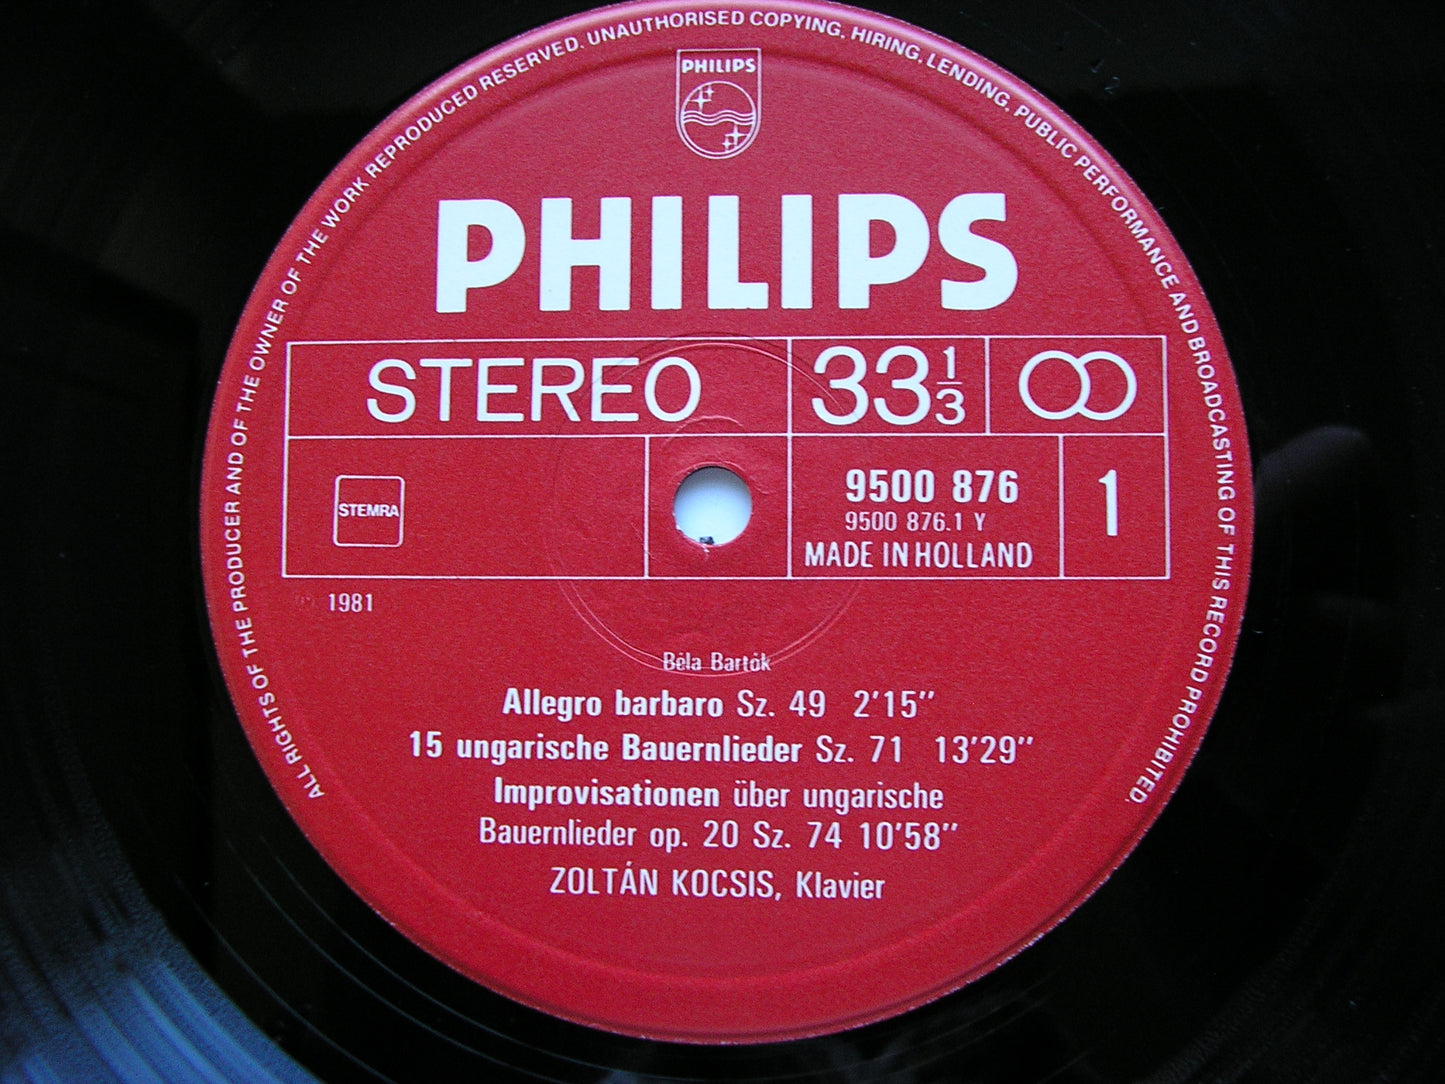 ALL RIGHTS OF THE PRODUCER AND OF THE OWNER OF THE WORK REPRODUCED RESERVED. UNAUTHORISED COPYING, HIRING, LENDING, PUBLIC PERFORMANCE AND BROADCASTING OF THIS RECORD PROHIBITED.
PHILIPS
PHILIPS
STEREO 33 1/3
STEMRA
9500 876 1
9500 876.1 Y
MADE IN HOLLAND
℗ 1981
Béla Bartók
Allegro barbaro Sz. 49 2'15"
15 ungarische Bauernlieder Sz. 71 13'29"
Improvisationen über ungarische
Bauernlieder op. 20 Sz. 74 10'58"
ZOLTÁN KOCSIS, Klavier